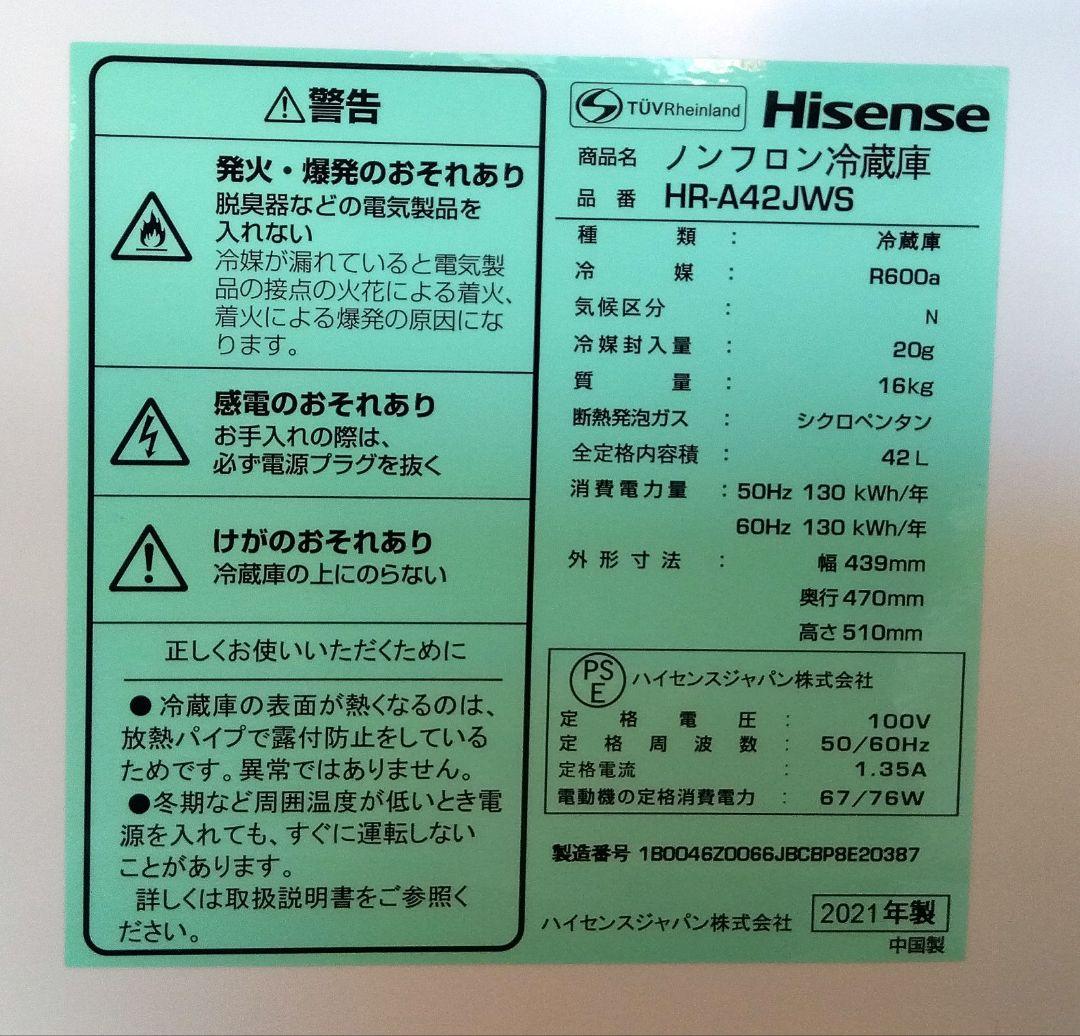 警告
発火・爆発のおそれあり
脱臭器などの電気製品を
入れない
冷媒が漏れていると電気製
品の接点の火花による着火、
着火による爆発の原因にな
ります。
感電のおそれあり
お手入れの際は、
必ず電源プラグを抜く
けがのおそれあり
冷蔵庫の上にのらない
正しくお使いいただくために
● 冷蔵庫の表面が熱くなるのは、
放熱パイプで露付防止をしている
ためです。異常ではありません。
●冬期など周囲温度が低いとき電
源を入れても、すぐに運転しない
ことがあります。
詳しくは取扱説明書をご参照く
ださい。
TÜVRheinland Hisense
商品名 ノンフロン冷蔵庫
品番 HR-A42JWS
種類 : 冷蔵庫
冷媒 : R600a
気候区分 : N
冷媒封入量 : 20g
質量 : 16kg
断熱発泡ガス : シクロペンタン
全定格内容積 : 42L
消費電力量 : 50Hz 130 kWh/年
60Hz 130 kWh/年
外形寸法 : 幅 439mm
奥行 470mm
高さ 510mm
PS
E ハイセンスジャパン株式会社
定格電圧 : 100V
定格周波数 : 50/60Hz
定格電流 : 1.35A
電動機の定格消費電力 : 67/76W
製造番号 1B0046Z0066JBCBP8E20387
ハイセンスジャパン株式会社 2021年製
中国製